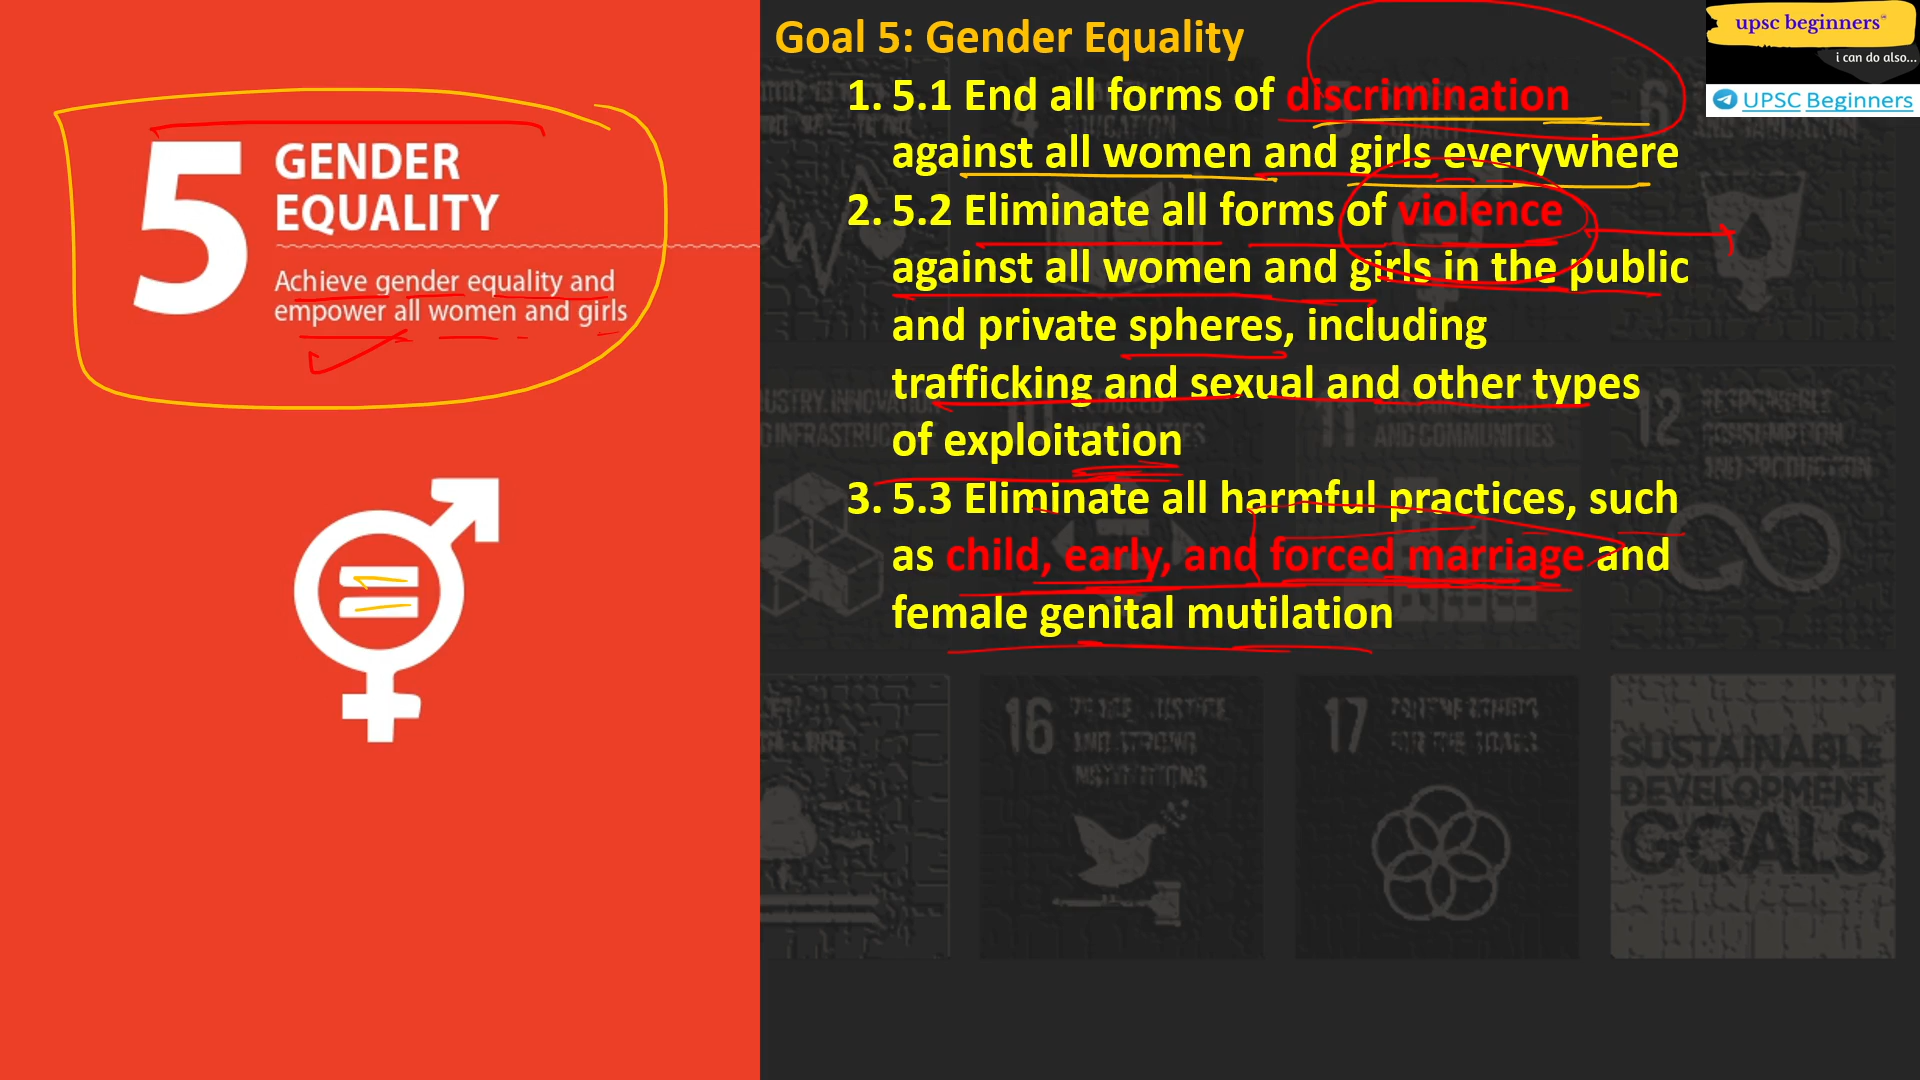 5
GENDER
EQUALITY
Achieve gender equality and
empower all women and girls
Goal 5: Gender Equality
1. 5.1 End all forms of discrimination
against all women and girls everywhere
2. 5.2 Eliminate all forms of violence
against all women and girls in the public
and private spheres, including
trafficking and sexual and other types
of exploitation
3. 5.3 Eliminate all harmful practices, such
as child, early, and forced marriage and
female genital mutilation
upsc beginners
i can do also...
UPSC Beginners
12
16
17
SUSTAINABLE
DEVELOPMENT
GOALS